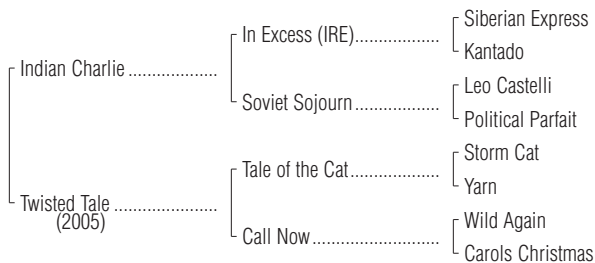 Siberian Express
In Excess (IRE)..................
Kantado
Indian Charlie ...................
Leo Castelli
Soviet Sojourn..................
Political Parfait
Storm Cat
Tale of the Cat...................
Yarn
Twisted Tale ......................
(2005)
Wild Again
Call Now...........................
Carols Christmas